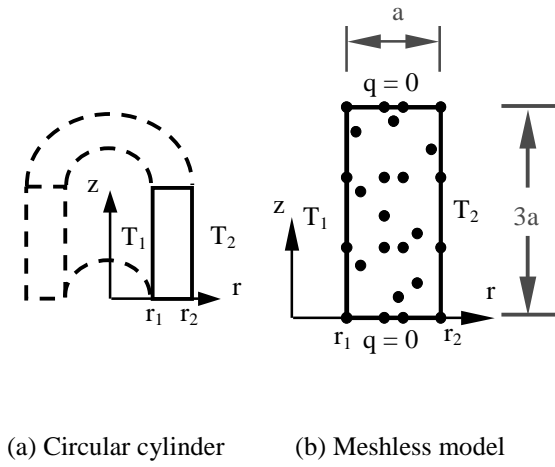 a
q = 0
z
T1
T2
r
r1
r2
z
T1
T2
3a
r
r1
q = 0
r2
(a) Circular cylinder
(b) Meshless model